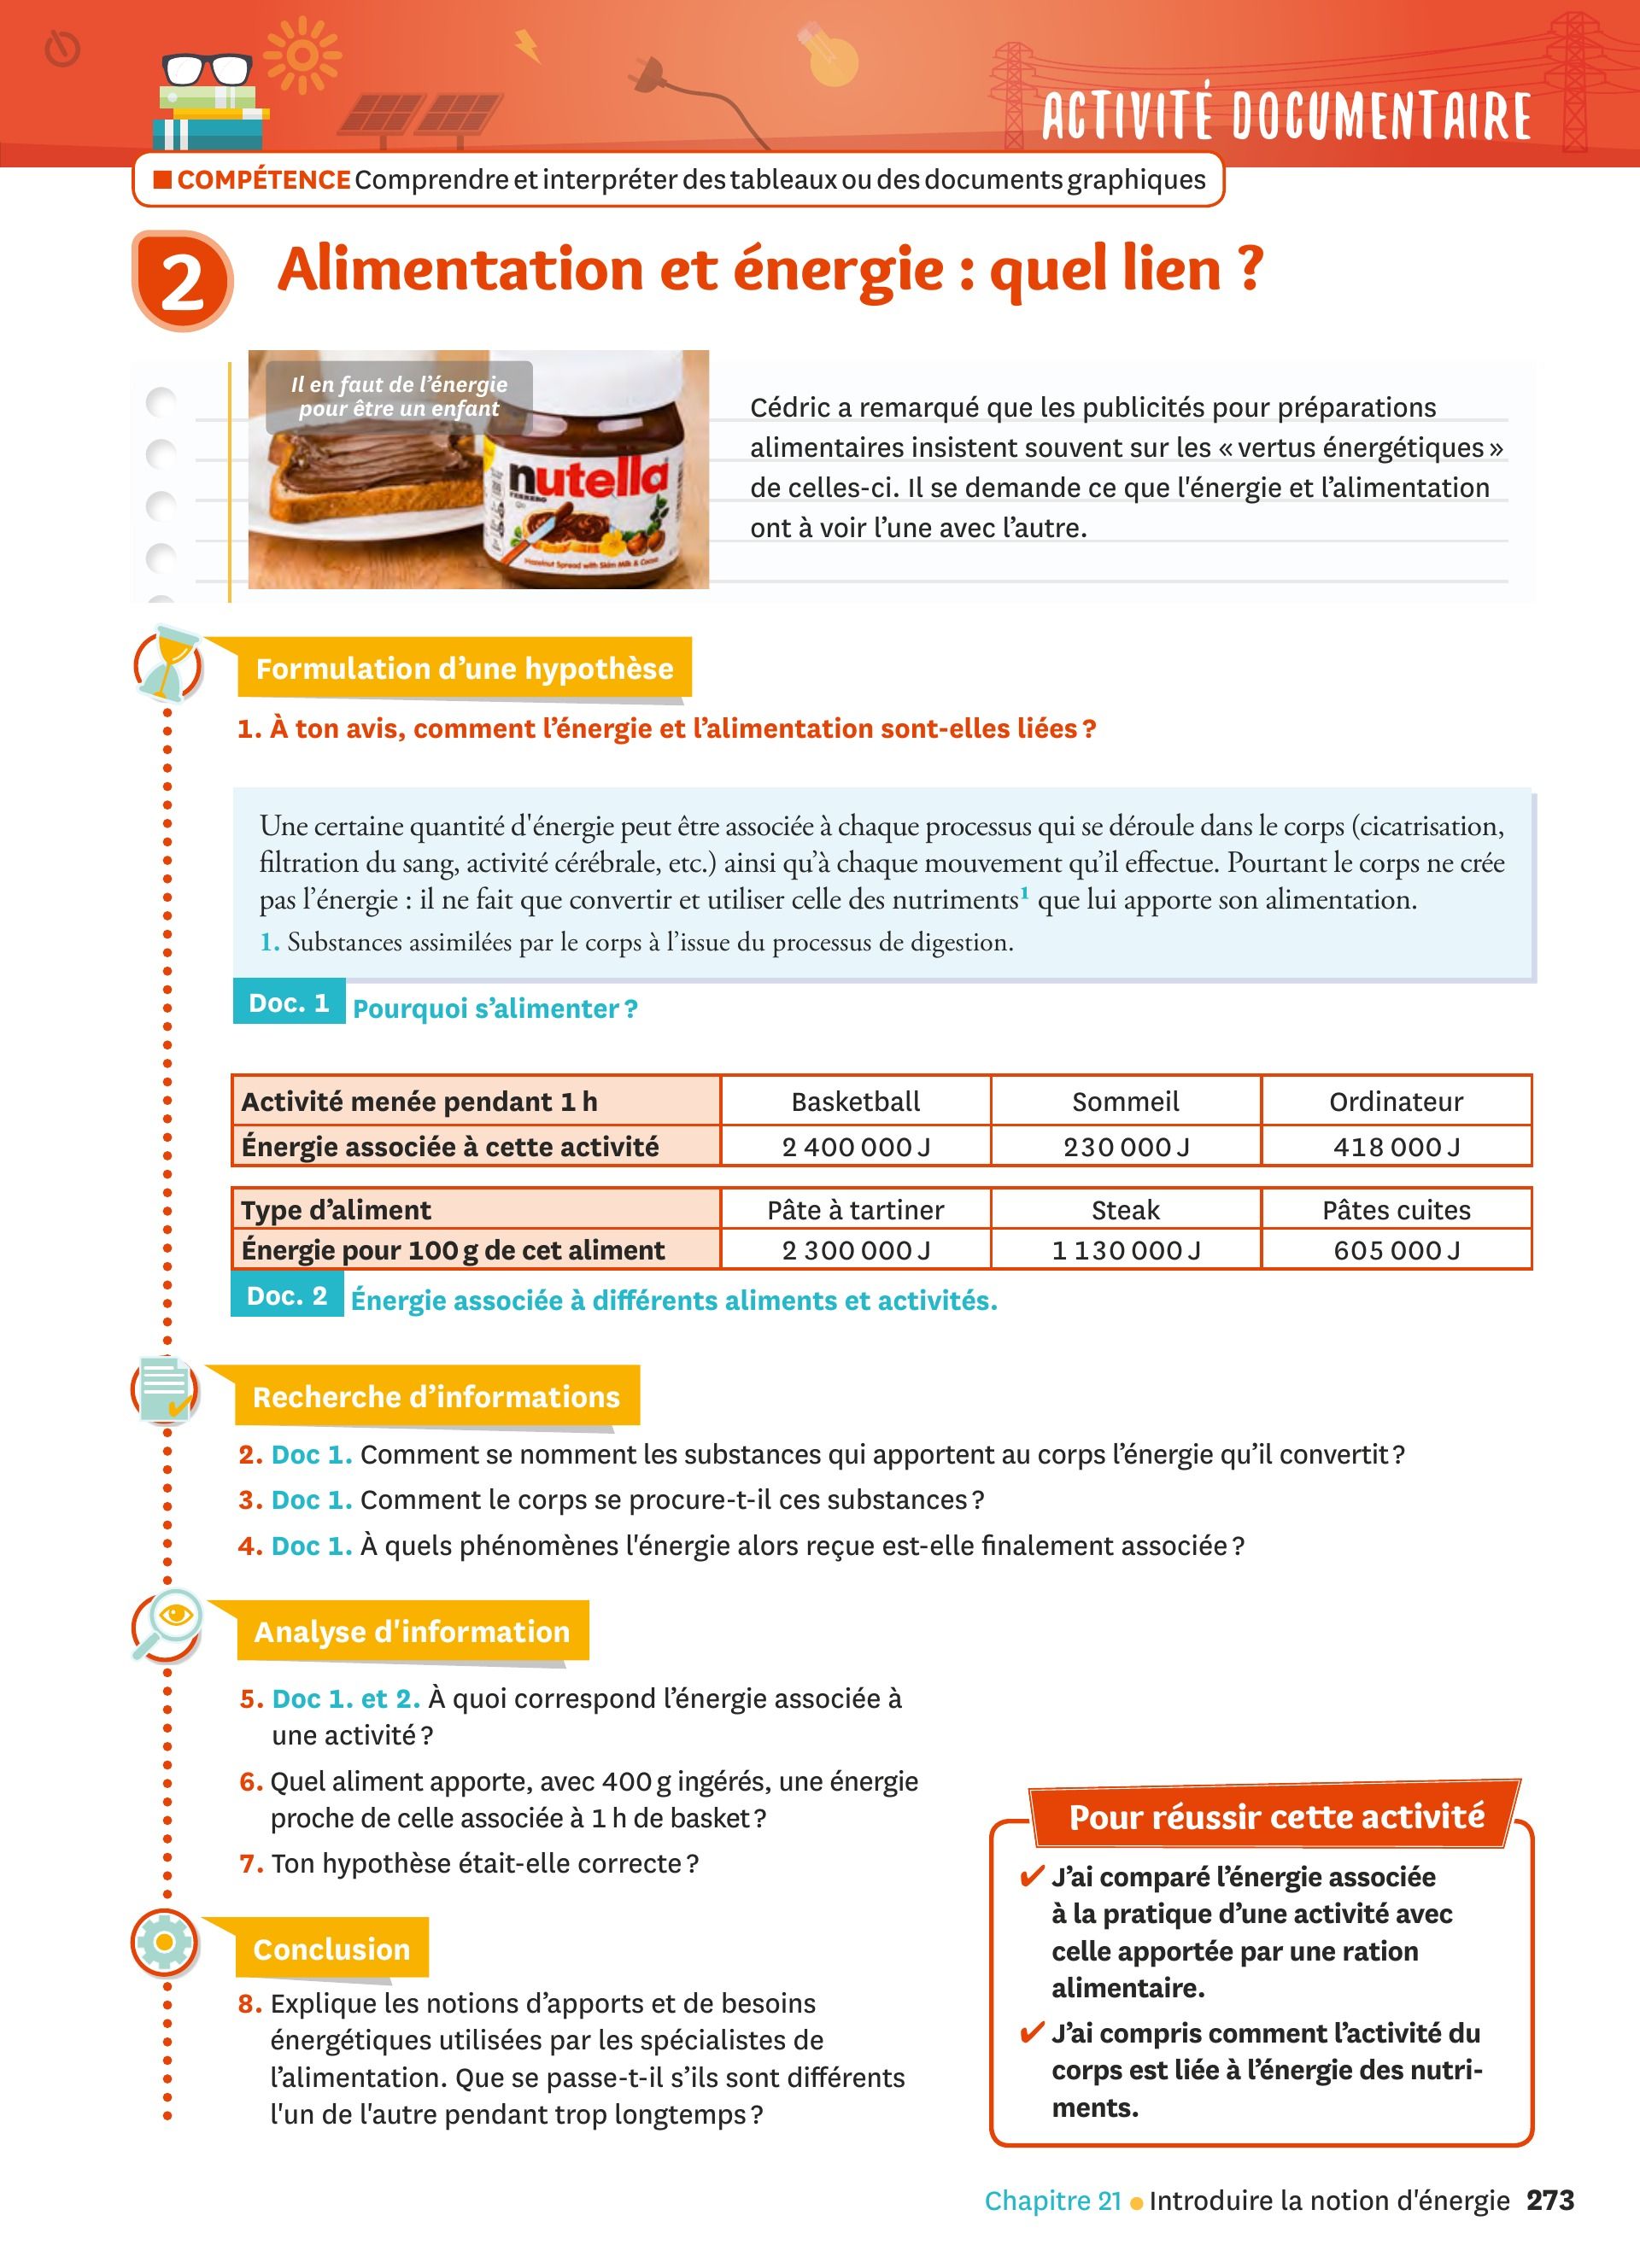 ACTIVITÉ DOCUMENTAIRE
■ COMPÉTENCE Comprendre et interpréter des tableaux ou des documents graphiques
2 Alimentation et énergie : quel lien ?
Il en faut de l'énergie
pour être un enfant
nutella
FERRERO
Hazelnut Spread with Skim Milk & Cocoa
Cédric a remarqué que les publicités pour préparations
alimentaires insistent souvent sur les « vertus énergétiques »
de celles-ci. Il se demande ce que l'énergie et l'alimentation
ont à voir l'une avec l'autre.
Formulation d'une hypothèse
1. À ton avis, comment l'énergie et l'alimentation sont-elles liées ?
Une certaine quantité d'énergie peut être associée à chaque processus qui se déroule dans le corps (cicatrisation,
filtration du sang, activité cérébrale, etc.) ainsi qu'à chaque mouvement qu'il effectue. Pourtant le corps ne crée
pas l'énergie : il ne fait que convertir et utiliser celle des nutriments¹ que lui apporte son alimentation.
1. Substances assimilées par le corps à l'issue du processus de digestion.
Doc. 1 Pourquoi s'alimenter ?
Activité menée pendant 1 h Basketball Sommeil Ordinateur
Énergie associée à cette activité 2 400 000 J 230 000 J 418 000 J
Type d'aliment Pâte à tartiner Steak Pâtes cuites
Énergie pour 100 g de cet aliment 2 300 000 J 1 130 000 J 605 000 J
Doc. 2 Énergie associée à différents aliments et activités.
Recherche d'informations
2. Doc 1. Comment se nomment les substances qui apportent au corps l'énergie qu'il convertit ?
3. Doc 1. Comment le corps se procure-t-il ces substances ?
4. Doc 1. À quels phénomènes l'énergie alors reçue est-elle finalement associée ?
Analyse d'information
5. Doc 1. et 2. À quoi correspond l'énergie associée à
une activité ?
6. Quel aliment apporte, avec 400 g ingérés, une énergie
proche de celle associée à 1 h de basket ?
7. Ton hypothèse était-elle correcte ?
Conclusion
8. Explique les notions d'apports et de besoins
énergétiques utilisées par les spécialistes de
l'alimentation. Que se passe-t-il s'ils sont différents
l'un de l'autre pendant trop longtemps ?
Pour réussir cette activité
✔ J'ai comparé l'énergie associée
à la pratique d'une activité avec
celle apportée par une ration
alimentaire.
✔ J'ai compris comment l'activité du
corps est liée à l'énergie des nutri-
ments.
Chapitre 21 ● Introduire la notion d'énergie 273